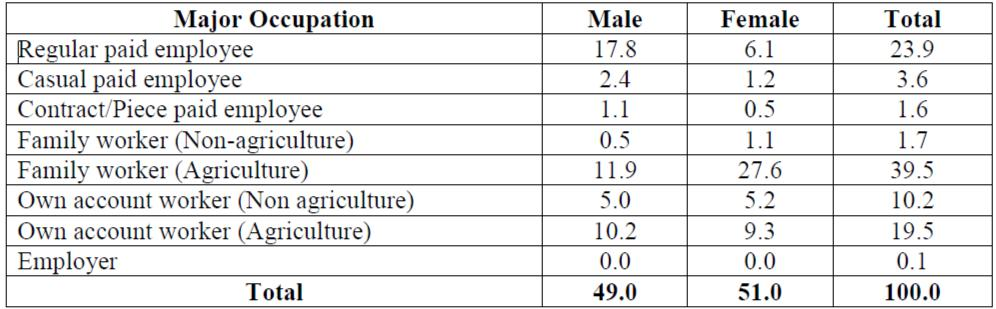 Major Occupation Male Female Total
Regular paid employee 17.8 6.1 23.9
Casual paid employee 2.4 1.2 3.6
Contract/Piece paid employee 1.1 0.5 1.6
Family worker (Non-agriculture) 0.5 1.1 1.7
Family worker (Agriculture) 11.9 27.6 39.5
Own account worker (Non agriculture) 5.0 5.2 10.2
Own account worker (Agriculture) 10.2 9.3 19.5
Employer 0.0 0.0 0.1
Total 49.0 51.0 100.0